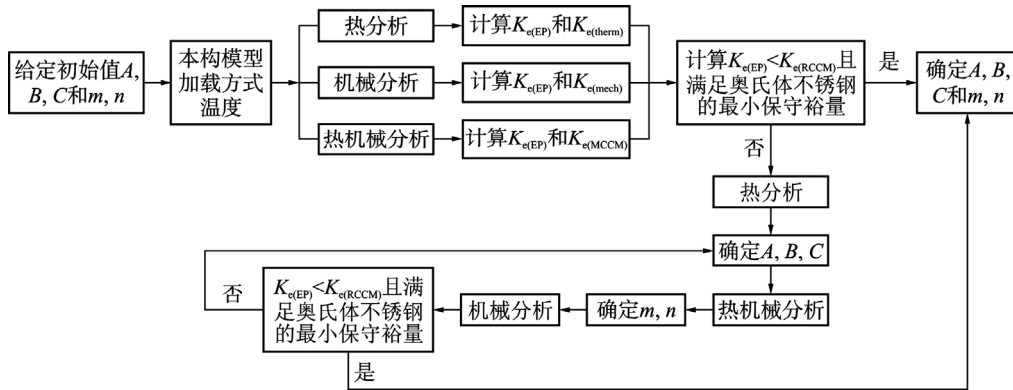 给定初始值A,
B, C和m, n
本构模型
加载方式
温度
热分析
计算Ke(EP)和Ke(therm)
机械分析
计算Ke(EP)和Ke(mech)
热机械分析
计算Ke(EP)和Ke(MCCM)
计算Ke(EP)<Ke(RCCM)且
满足奥氏体不锈钢
的最小保守裕量
是
确定A, B,
C和m, n
否
热分析
确定A, B, C
热机械分析
确定m, n
机械分析
Ke(EP)<Ke(RCCM)且满
足奥氏体不锈钢
的最小保守裕量
否
是